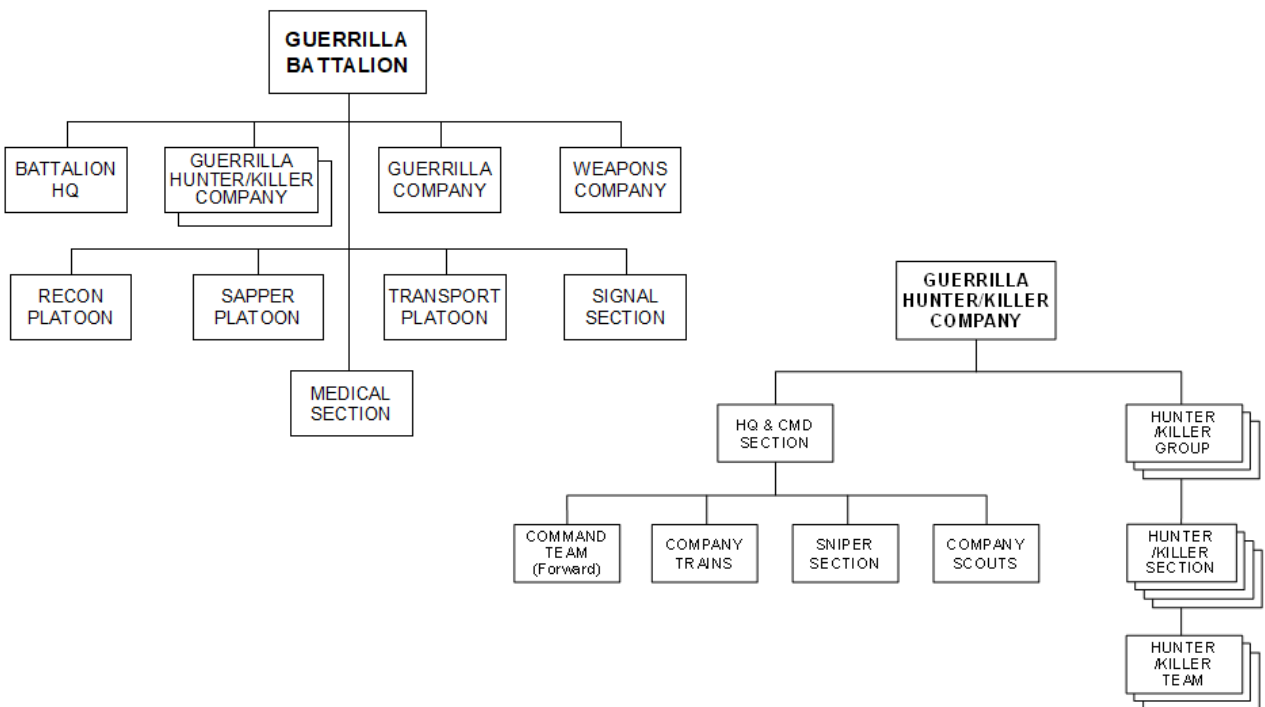 GUERRILLA
BATTALION
BATTALION
HQ
GUERRILLA
HUNTER/KILLER
COMPANY
GUERRILLA
COMPANY
WEAPONS
COMPANY
RECON
PLATOON
SAPPER
PLATOON
TRANSPORT
PLATOON
SIGNAL
SECTION
MEDICAL
SECTION
GUERRILLA
HUNTER/KILLER
COMPANY
HQ & CMD
SECTION
HUNTER
/KILLER
GROUP
COMMAND
TEAM
(Forward)
COMPANY
TRAINS
SNIPER
SECTION
COMPANY
SCOUTS
HUNTER
/KILLER
SECTION
HUNTER
/KILLER
TEAM